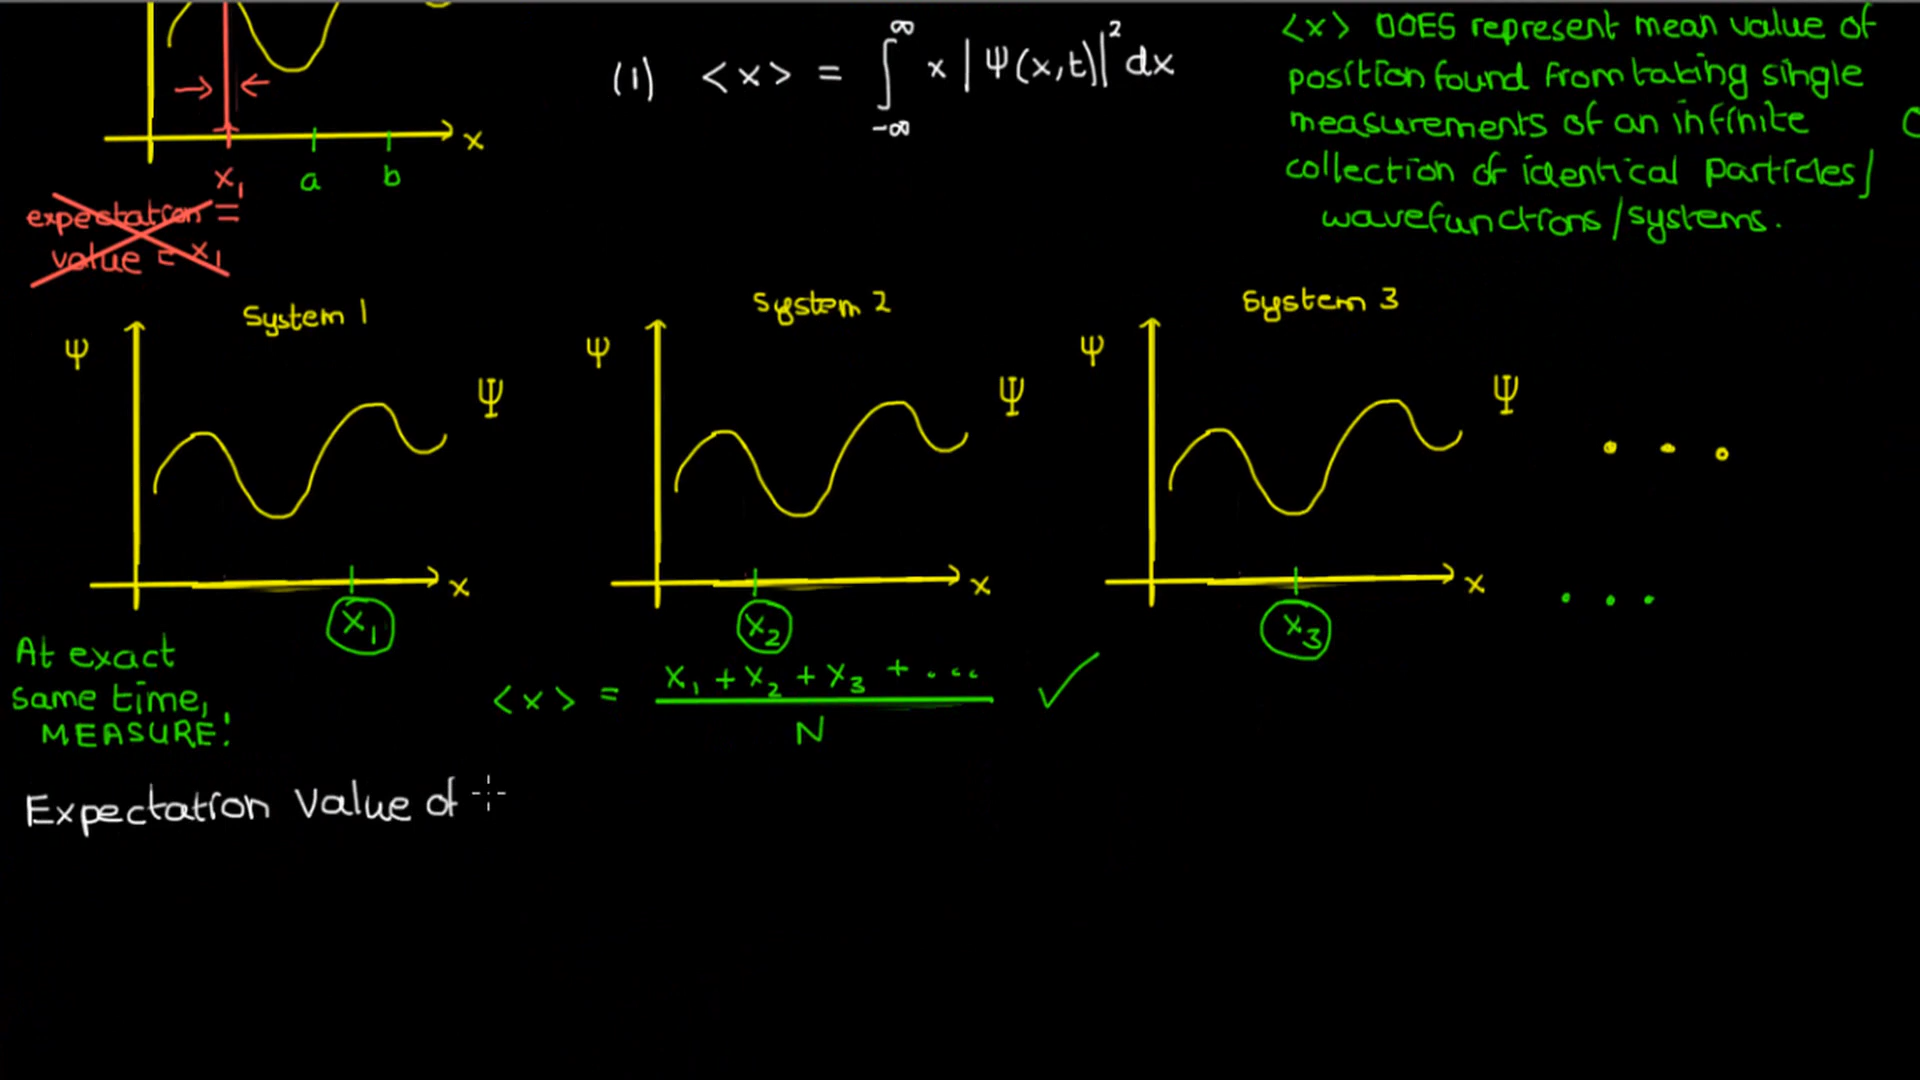 (1) <x> = ∫_{-∞}^{∞} x |Ψ(x,t)|² dx
<x> DOES represent mean value of
position found from taking single
measurements of an infinite
collection of identical particles/
wavefunctions/systems.
x
x₁ a b
expectation =
value = x₁
System 1
System 2
System 3
Ψ Ψ Ψ
Ψ Ψ Ψ . . .
x x x
x₁ x₂ x₃ . . .
At exact
same time,
MEASURE!
<x> = (x₁ + x₂ + x₃ + ....)/N ✓
Expectation Value of